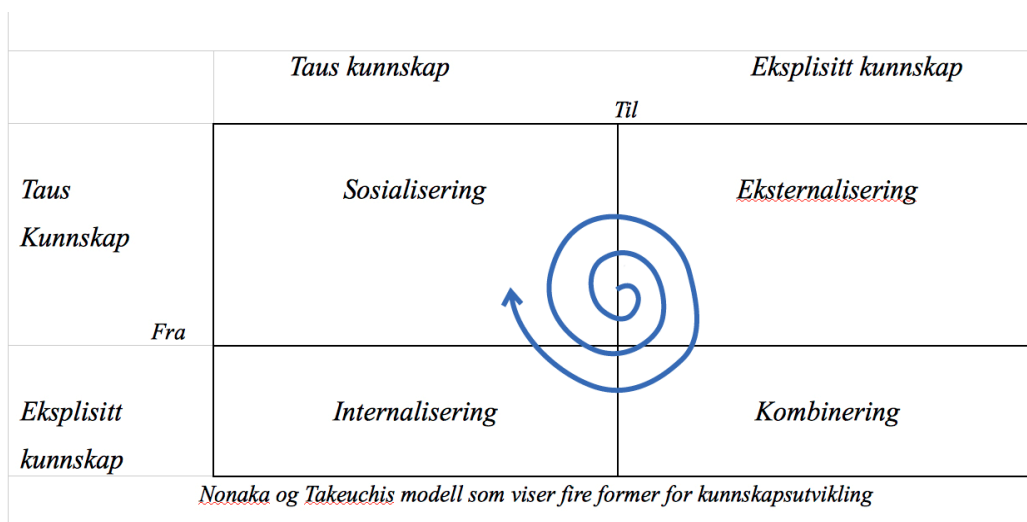 Taus kunnskap Eksplisitt kunnskap
Til
Taus Sosialisering Eksternalisering
Kunnskap
Fra
Eksplisitt Internalisering Kombinering
kunnskap
Nonaka og Takeuchis modell som viser fire former for kunnskapsutvikling